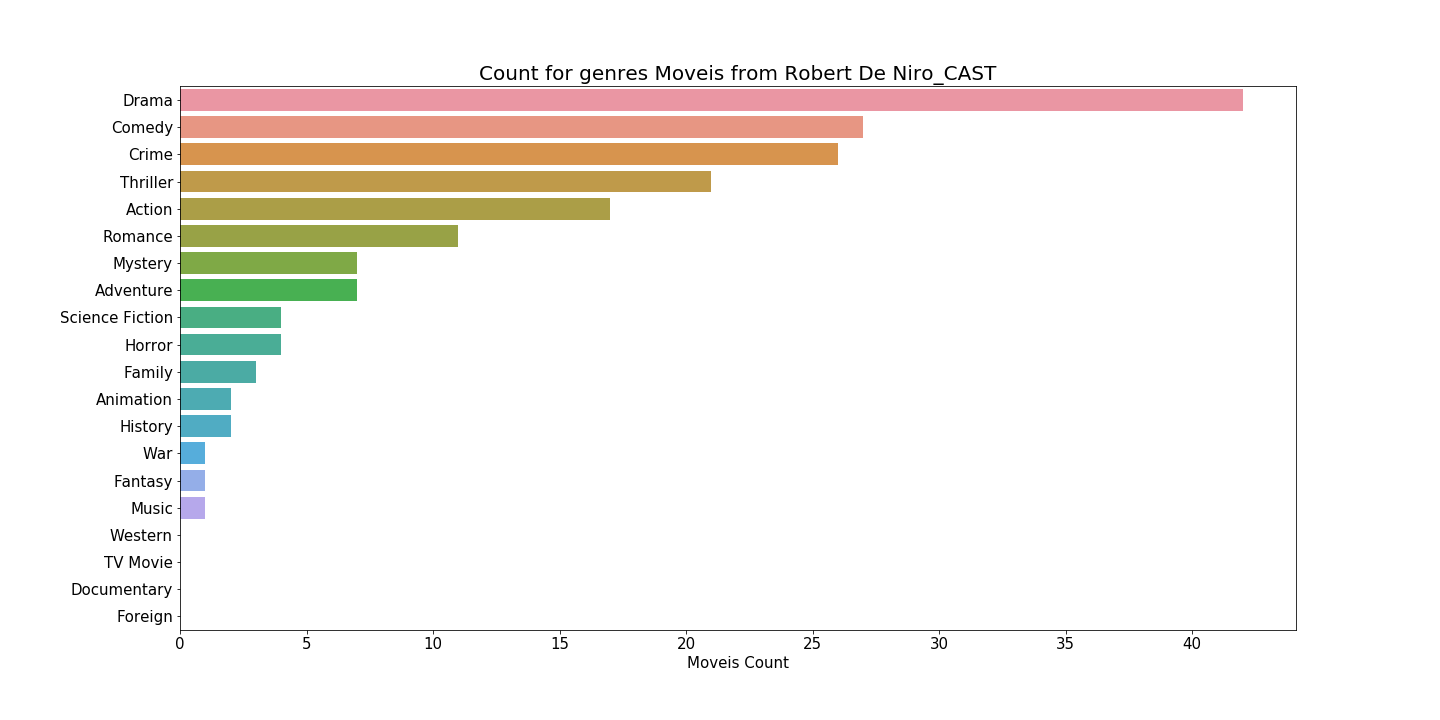 Count for genres Moveis from Robert De Niro_CAST
Drama
Comedy
Crime
Thriller
Action
Romance
Mystery
Adventure
Science Fiction
Horror
Family
Animation
History
War
Fantasy
Music
Western
TV Movie
Documentary
Foreign
0 5 10 15 20 25 30 35 40
Moveis Count